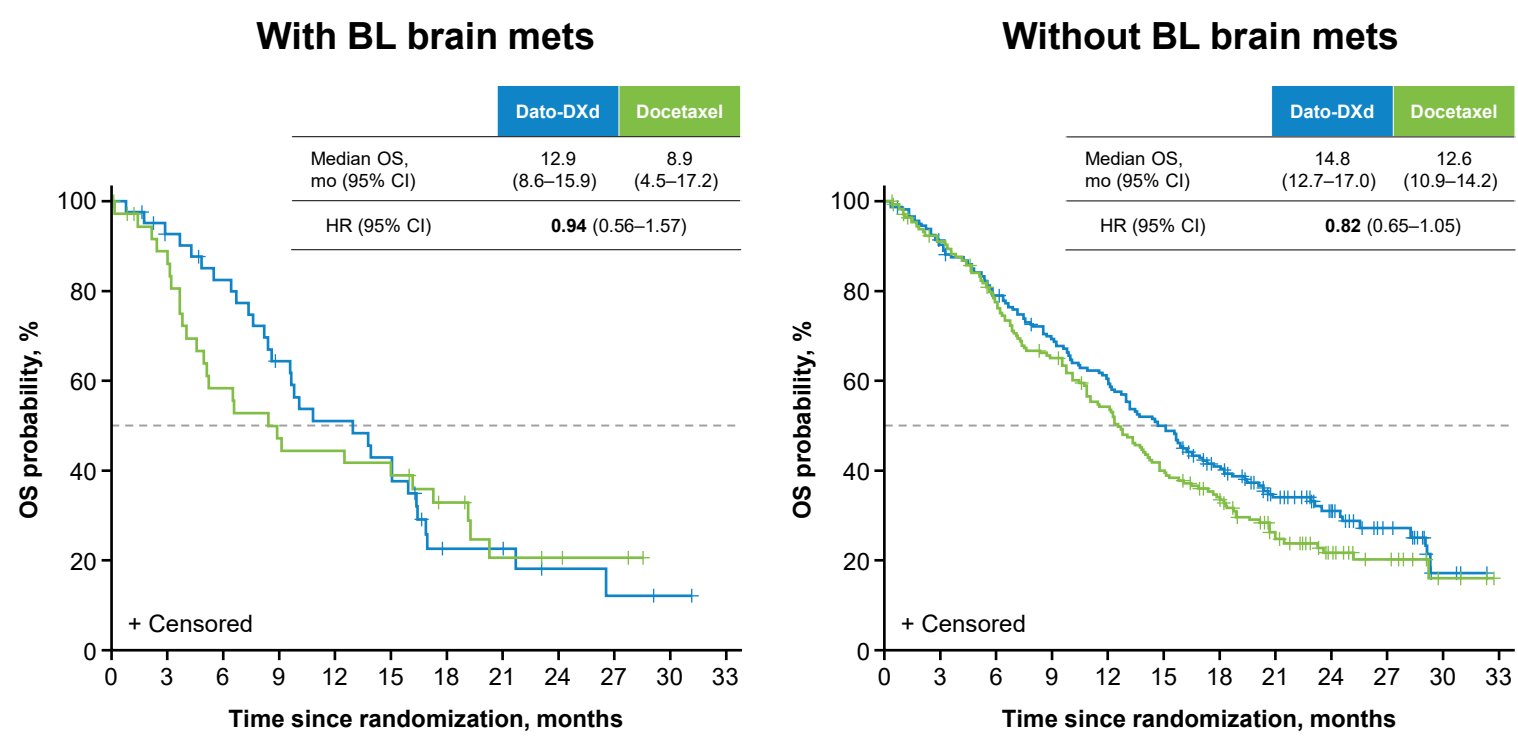 With BL brain mets
Dato-DXd Docetaxel
Median OS, 12.9 8.9
mo (95% CI) (8.6–15.9) (4.5–17.2)
HR (95% CI) 0.94 (0.56–1.57)
OS probability, %
100
80
60
40
20
0
+ Censored
0 3 6 9 12 15 18 21 24 27 30 33
Time since randomization, months
Without BL brain mets
Dato-DXd Docetaxel
Median OS, 14.8 12.6
mo (95% CI) (12.7–17.0) (10.9–14.2)
HR (95% CI) 0.82 (0.65–1.05)
OS probability, %
100
80
60
40
20
0
+ Censored
0 3 6 9 12 15 18 21 24 27 30 33
Time since randomization, months